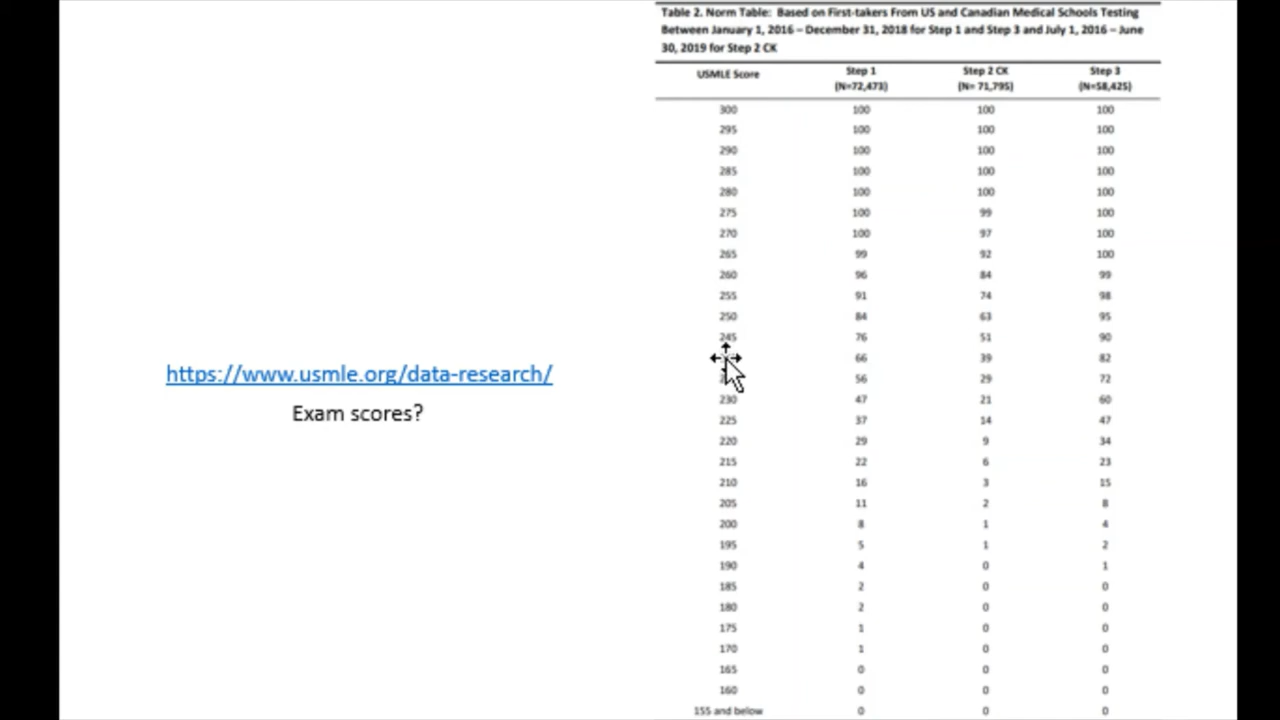 https://www.usmle.org/data-research/
Exam scores?
Table 2. Norm Table: Based on First-takers From US and Canadian Medical Schools Testing
Between January 1, 2016 – December 31, 2018 for Step 1 and Step 3 and July 1, 2016 – June
30, 2019 for Step 2 CK
USMLE Score Step 1 (N=72,473) Step 2 CK (N= 71,795) Step 3 (N=58,425)
300 100 100 100
295 100 100 100
290 100 100 100
285 100 100 100
280 100 100 100
275 100 99 100
270 100 97 100
265 99 92 100
260 96 84 99
255 91 74 98
250 84 63 95
245 76 51 90
66 39 82
56 29 72
230 47 21 60
225 37 14 47
220 29 9 34
215 22 6 23
210 16 3 15
205 11 2 8
200 8 1 4
195 5 1 2
190 4 0 1
185 2 0 0
180 2 0 0
175 1 0 0
170 1 0 0
165 0 0 0
160 0 0 0
155 and below 0 0 0